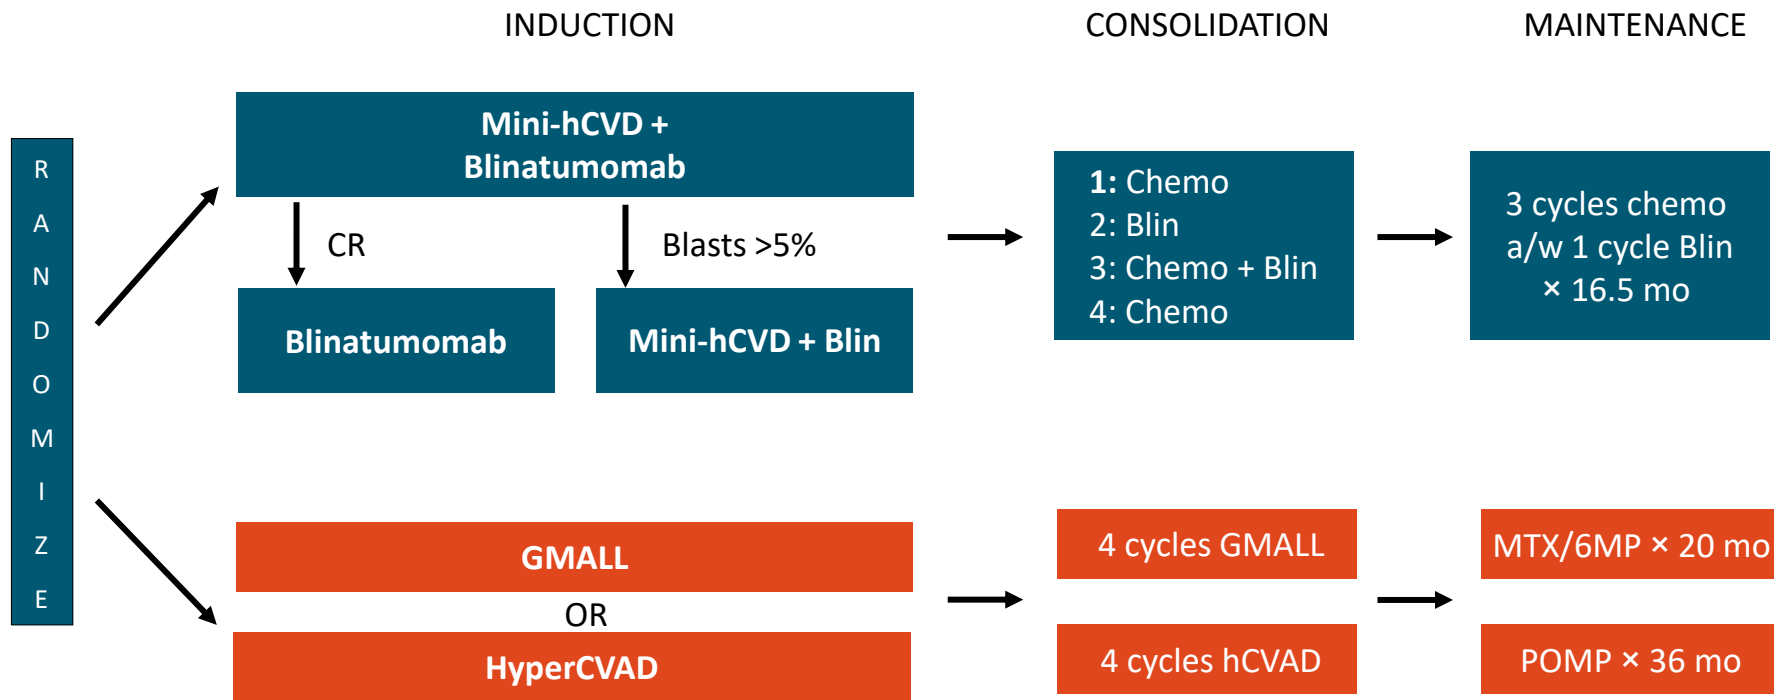 INDUCTION
CONSOLIDATION
MAINTENANCE
R
A
N
D
O
M
I
Z
E
Mini-hCVD +
Blinatumomab
CR
Blasts >5%
Blinatumomab
Mini-hCVD + Blin
1: Chemo
2: Blin
3: Chemo + Blin
4: Chemo
3 cycles chemo
a/w 1 cycle Blin
× 16.5 mo
GMALL
OR
HyperCVAD
4 cycles GMALL
4 cycles hCVAD
MTX/6MP × 20 mo
POMP × 36 mo